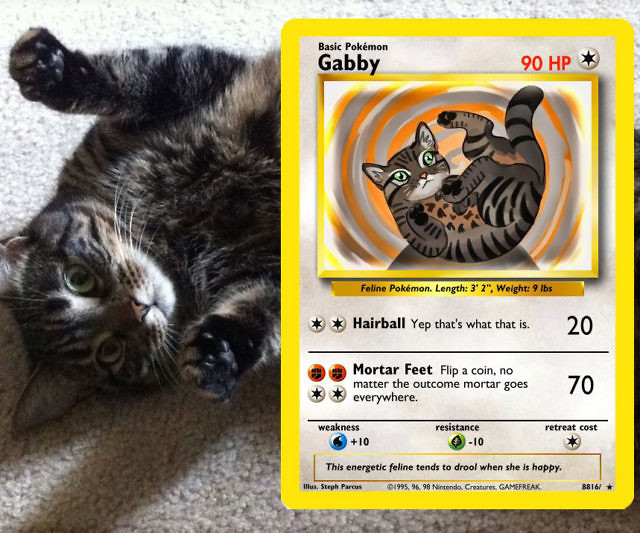 Basic Pokémon
Gabby
90 HP
Feline Pokémon. Length: 3' 2", Weight: 9 lbs
Hairball Yep that's what that is. 20
Mortar Feet Flip a coin, no
matter the outcome mortar goes
everywhere.
70
weakness resistance retreat cost
+10 -10
This energetic feline tends to drool when she is happy.
Illus. Steph Parcus ©1995, 96, 98 Nintendo, Creatures, GAMEFREAK. 8816/